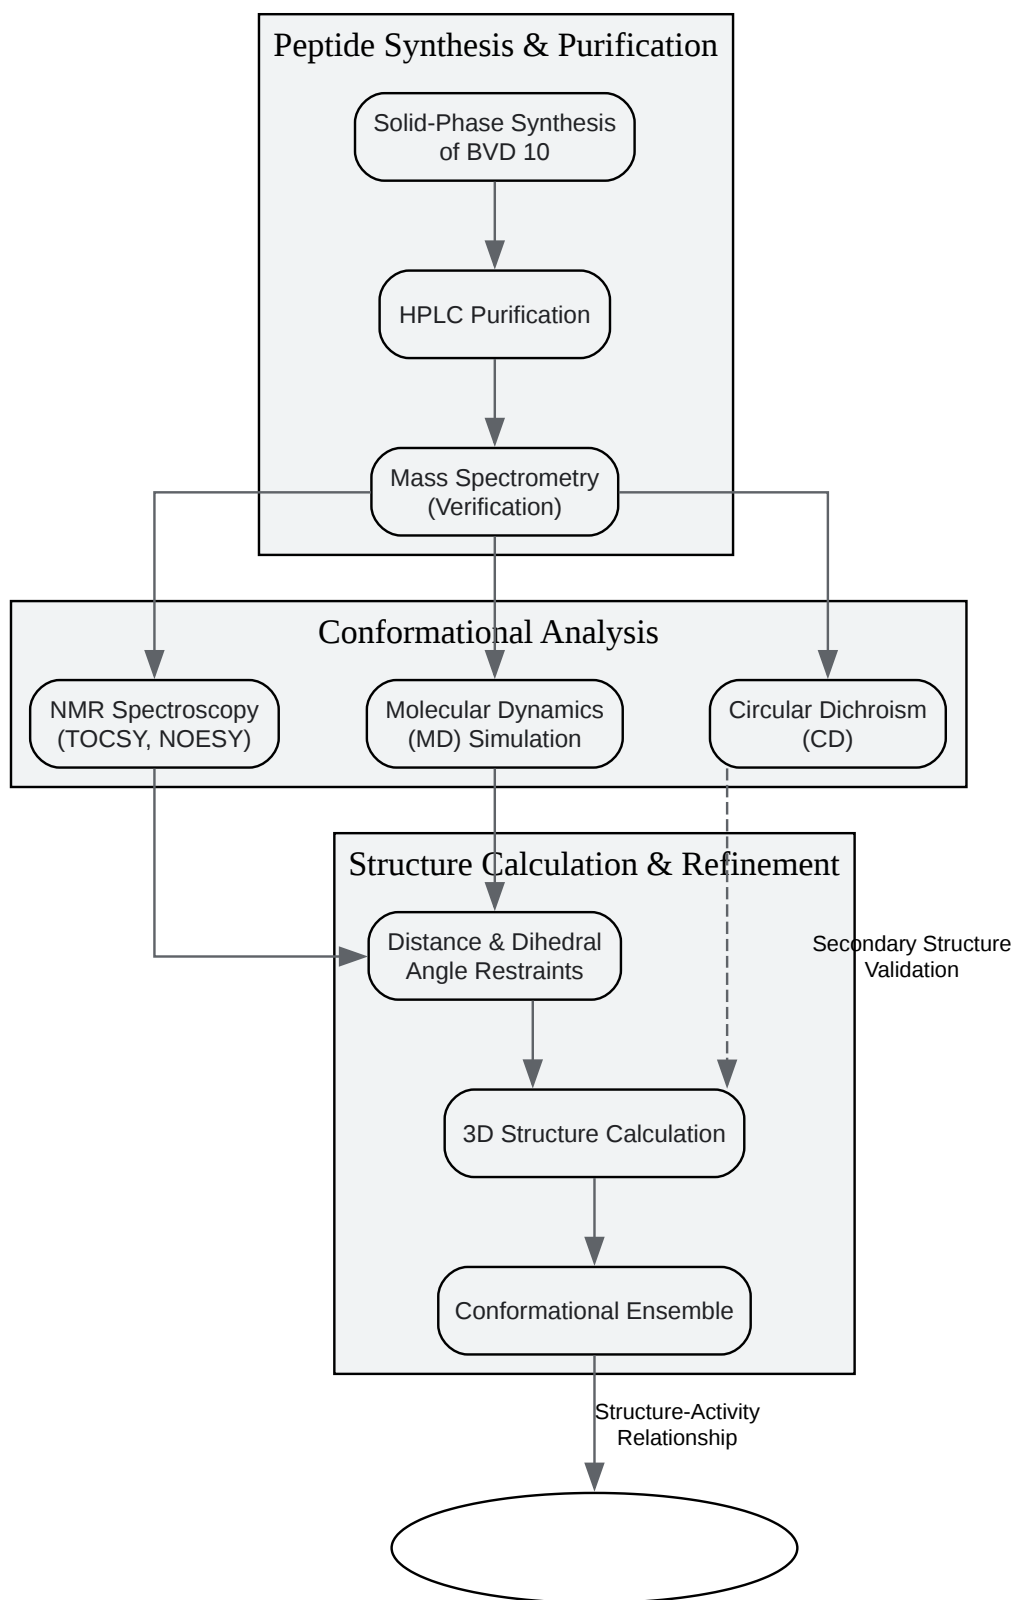 Peptide Synthesis & Purification
Solid-Phase Synthesis
of BVD 10
HPLC Purification
Mass Spectrometry
(Verification)
Conformational Analysis
NMR Spectroscopy
(TOCSY, NOESY)
Molecular Dynamics
(MD) Simulation
Circular Dichroism
(CD)
Structure Calculation & Refinement
Distance & Dihedral
Angle Restraints
Secondary Structure
Validation
3D Structure Calculation
Conformational Ensemble
Structure-Activity
Relationship